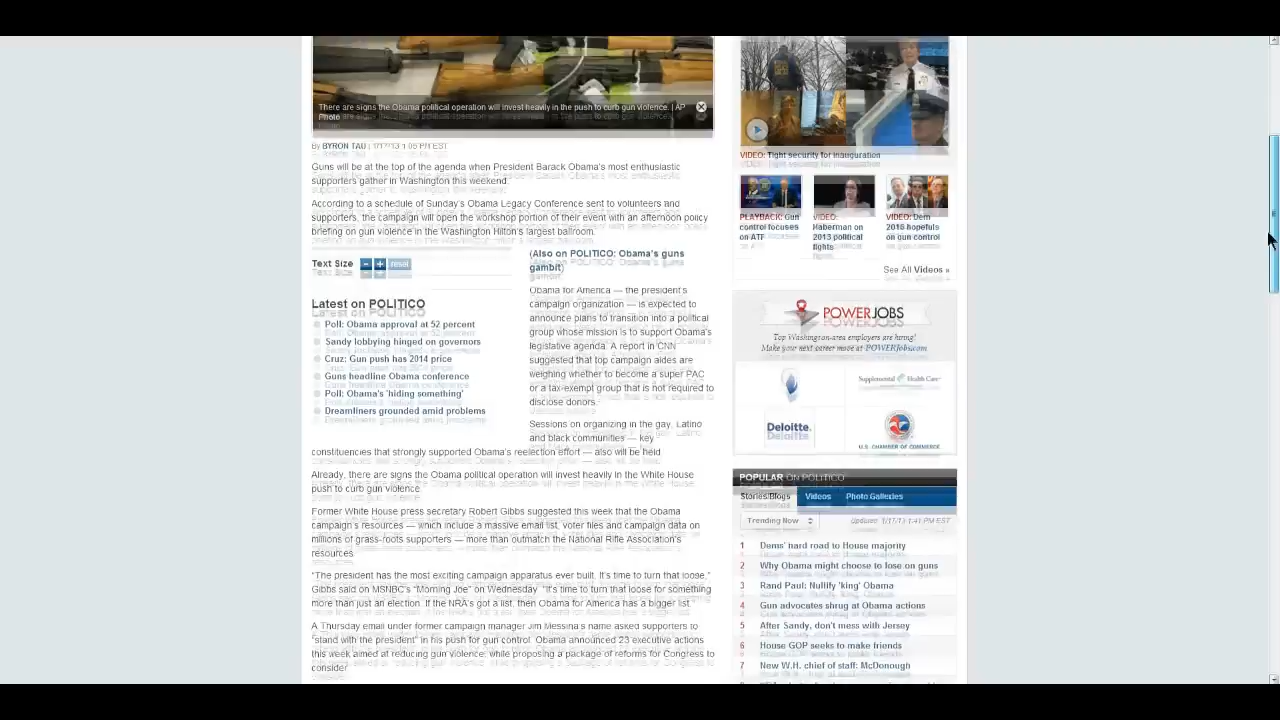 There are signs the Obama political operation will invest heavily in the push to curb gun violence. | AP
Photo
By BYRON TAU | 1/17/13 1:05 PM EST
Guns will be at the top of the agenda when President Barack Obama's most enthusiastic
supporters gather in Washington this weekend.
According to a schedule of Sunday's Obama Legacy Conference sent to volunteers and
supporters, the campaign will open the workshop portion of their event with an afternoon policy
briefing on gun violence in the Washington Hilton's largest ballroom.
Text Size
- + reset
Latest on POLITICO
Poll: Obama approval at 52 percent
Sandy lobbying hinged on governors
Cruz: Gun push has 2014 price
Guns headline Obama conference
Poll: Obama's 'hiding something'
Dreamliners grounded amid problems
(Also on POLITICO: Obama's guns
gambit)
Obama for America — the president's
campaign organization — is expected to
announce plans to transition into a political
group whose mission is to support Obama's
legislative agenda. A report in CNN
suggested that top campaign aides are
weighing whether to become a super PAC
or a tax-exempt group that is not required to
disclose donors.
Sessions on organizing in the gay, Latino
and black communities — key
constituencies that strongly supported Obama's reelection effort — also will be held
Already, there are signs the Obama political operation will invest heavily in the White House
push to curb gun violence.
Former White House press secretary Robert Gibbs suggested this week that the Obama
campaign's resources — which include a massive email list, voter files and campaign data on
millions of grass-roots supporters — more than outmatch the National Rifle Association's
resources.
"The president has the most exciting campaign apparatus ever built. It's time to turn that loose,"
Gibbs said on MSNBC's "Morning Joe" on Wednesday. "It's time to turn that loose for something
more than just an election. If the NRA's got a list, then Obama for America has a bigger list."
A Thursday email under former campaign manager Jim Messina's name asked supporters to
"stand with the president" in his push for gun control. Obama announced 23 executive actions
this week aimed at reducing gun violence, while proposing a package of reforms for Congress to
consider.
VIDEO: Tight security for inauguration
PLAYBACK: Gun
control focuses
on ATF
VIDEO:
Haberman on
2013 political
fights
VIDEO: Dem
2016 hopefuls
on gun control
See All Videos »
POWERJOBS
Top Washington-area employers are hiring!
Make your next career move at POWERJobs.com.
Supplemental Health Care
Deloitte.
U.S. CHAMBER OF COMMERCE
POPULAR ON POLITICO
Stories/Blogs Videos Photo Galleries
Trending Now
Updated: 1/17/13 1:41 PM EST
1 Dems' hard road to House majority
2 Why Obama might choose to lose on guns
3 Rand Paul: Nullify 'king' Obama
4 Gun advocates shrug at Obama actions
5 After Sandy, don't mess with Jersey
6 House GOP seeks to make friends
7 New W.H. chief of staff: McDonough